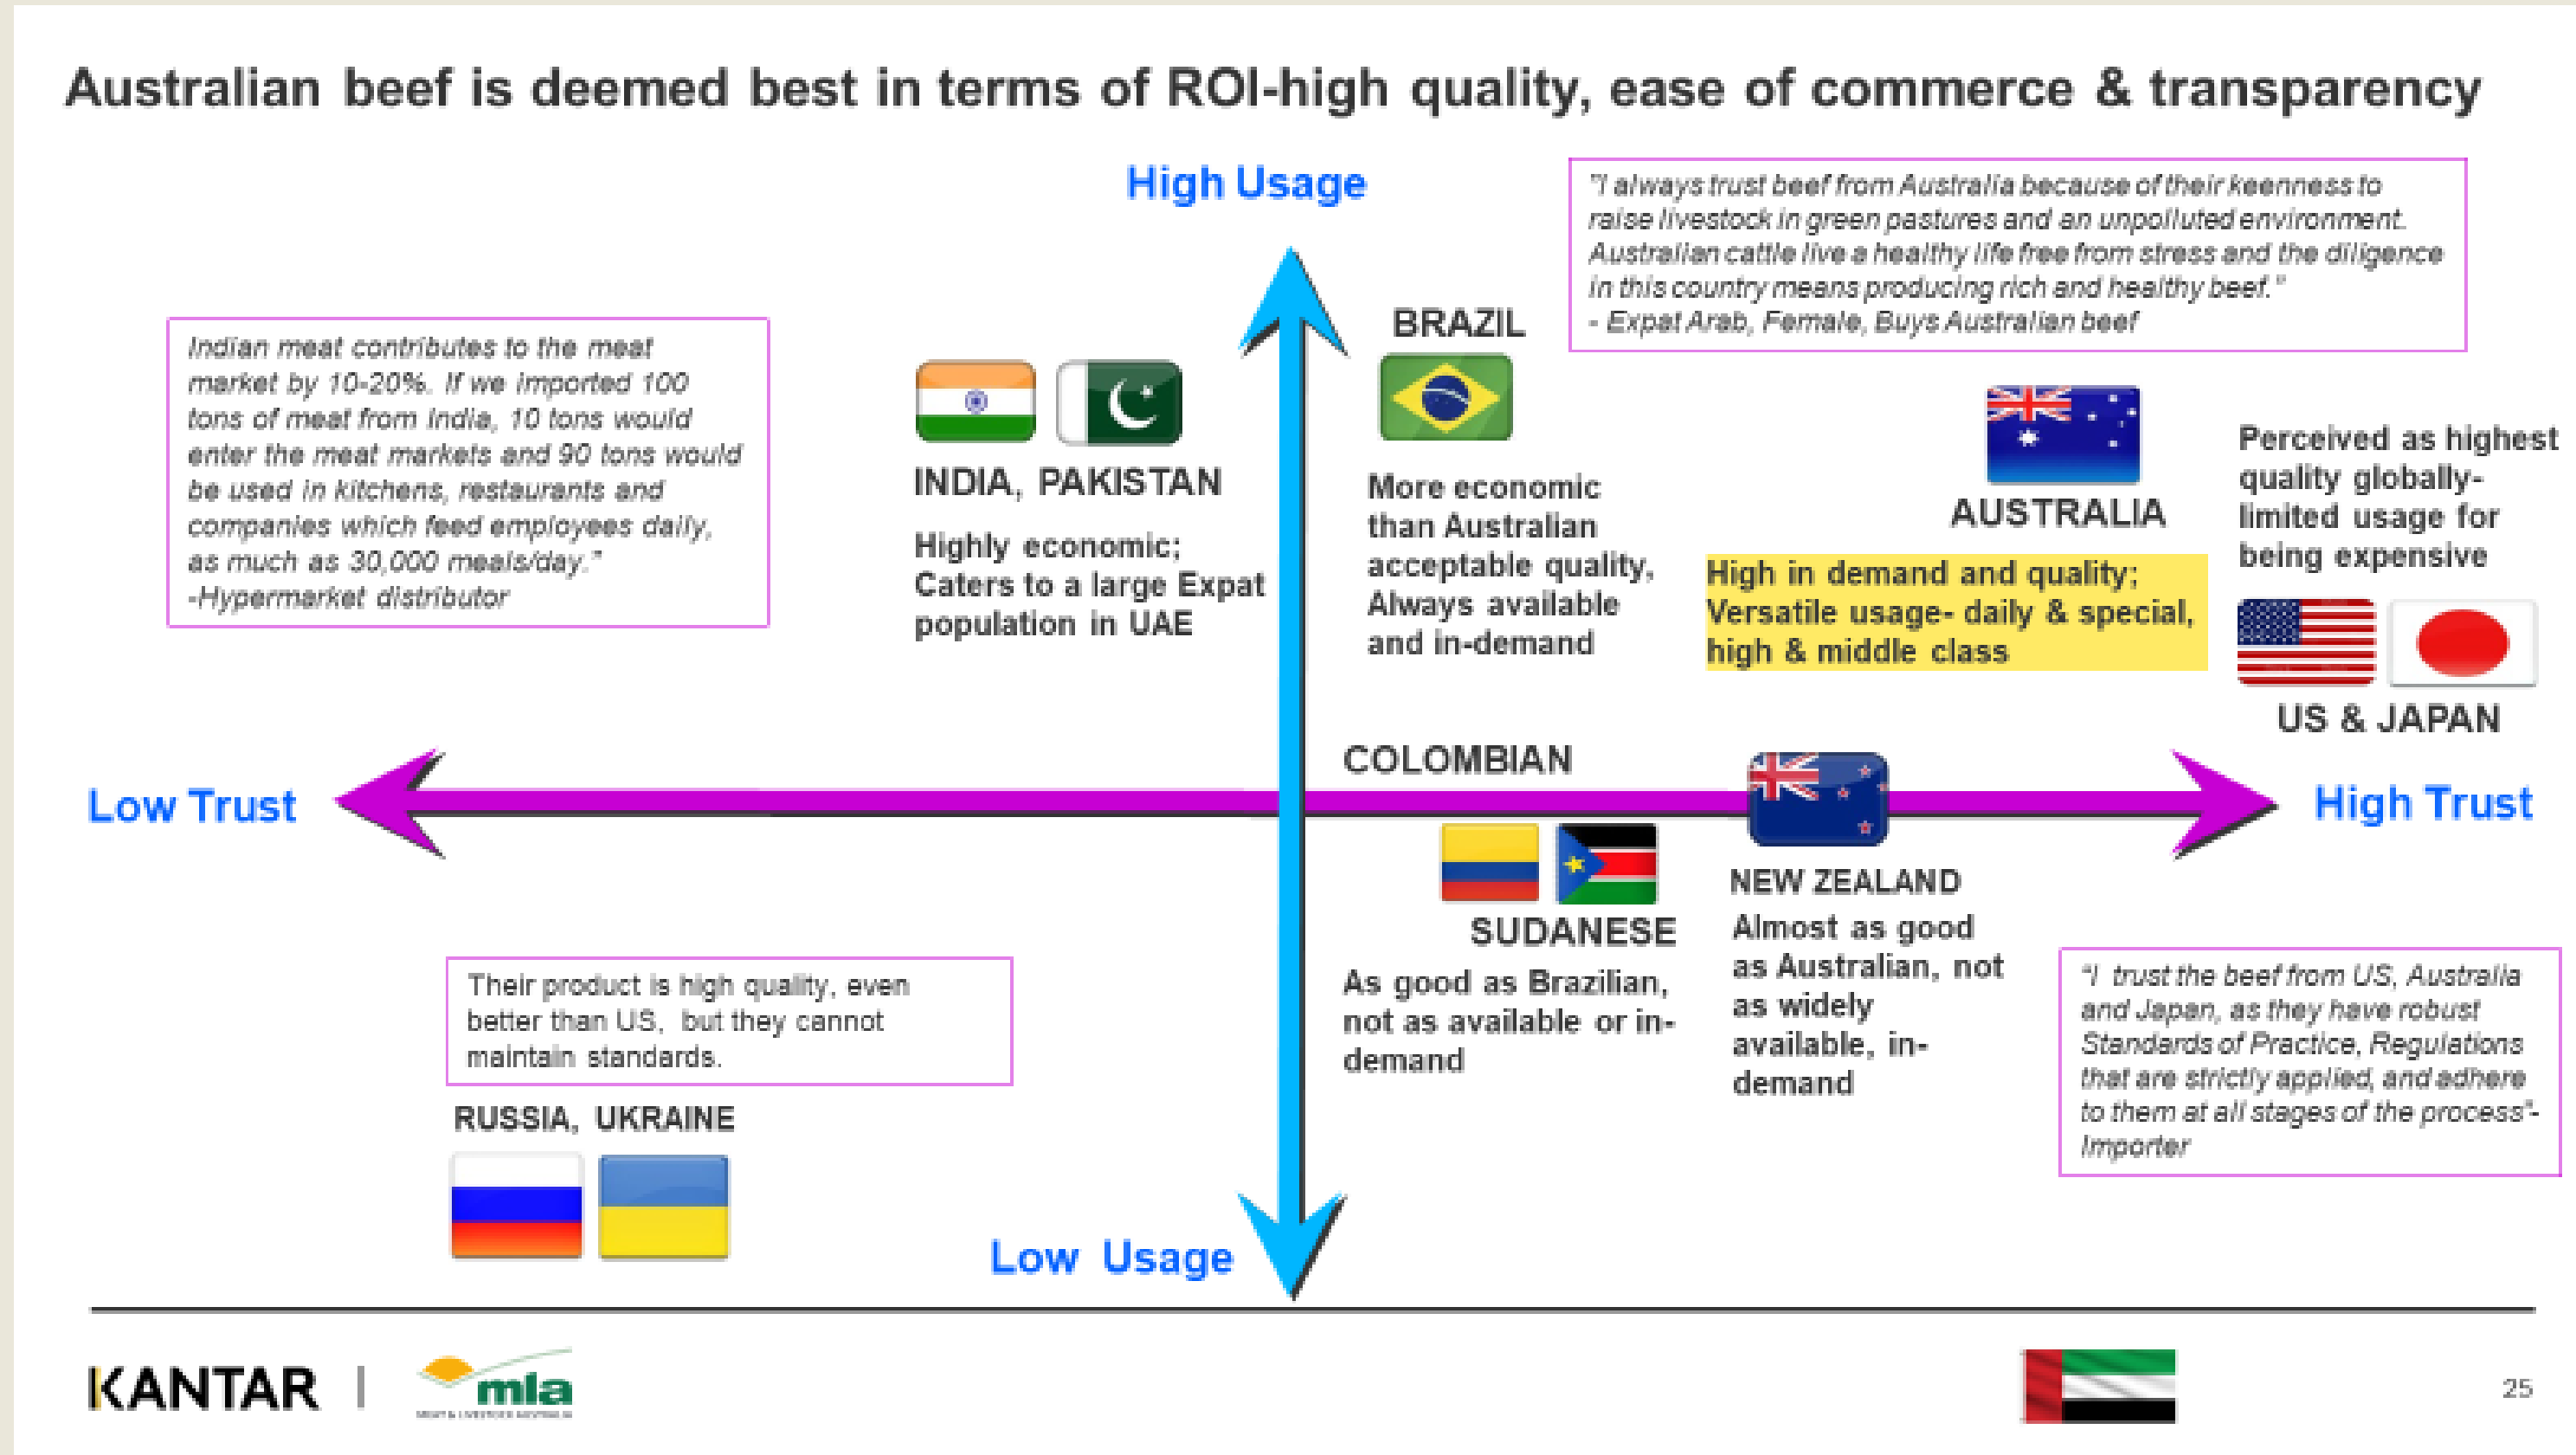 Australian beef is deemed best in terms of ROI-high quality, ease of commerce & transparency
High Usage
"I always trust beef from Australia because of their keenness to
raise livestock in green pastures and an unpolluted environment.
Australian cattle live a healthy life free from stress and the diligence
in this country means producing rich and healthy beef."
- Expat Arab, Female, Buys Australian beef
Indian meat contributes to the meat
market by 10-20%. If we imported 100
tons of meat from India, 10 tons would
enter the meat markets and 90 tons would
be used in kitchens, restaurants and
companies which feed employees daily,
as much as 30,000 meals/day."
-Hypermarket distributor
INDIA, PAKISTAN
Highly economic;
Caters to a large Expat
population in UAE
BRAZIL
More economic
than Australian
acceptable quality,
Always available
and in-demand
AUSTRALIA
High in demand and quality;
Versatile usage- daily & special,
high & middle class
Perceived as highest
quality globally-
limited usage for
being expensive
US & JAPAN
Low Trust
High Trust
COLOMBIAN
SUDANESE
As good as Brazilian,
not as available or in-
demand
NEW ZEALAND
Almost as good
as Australian, not
as widely
available, in-
demand
"I trust the beef from US, Australia
and Japan, as they have robust
Standards of Practice, Regulations
that are strictly applied, and adhere
to them at all stages of the process"-
Importer
Their product is high quality, even
better than US, but they cannot
maintain standards.
RUSSIA, UKRAINE
Low Usage
KANTAR
mla
MEAT & LIVESTOCK AUSTRALIA
25